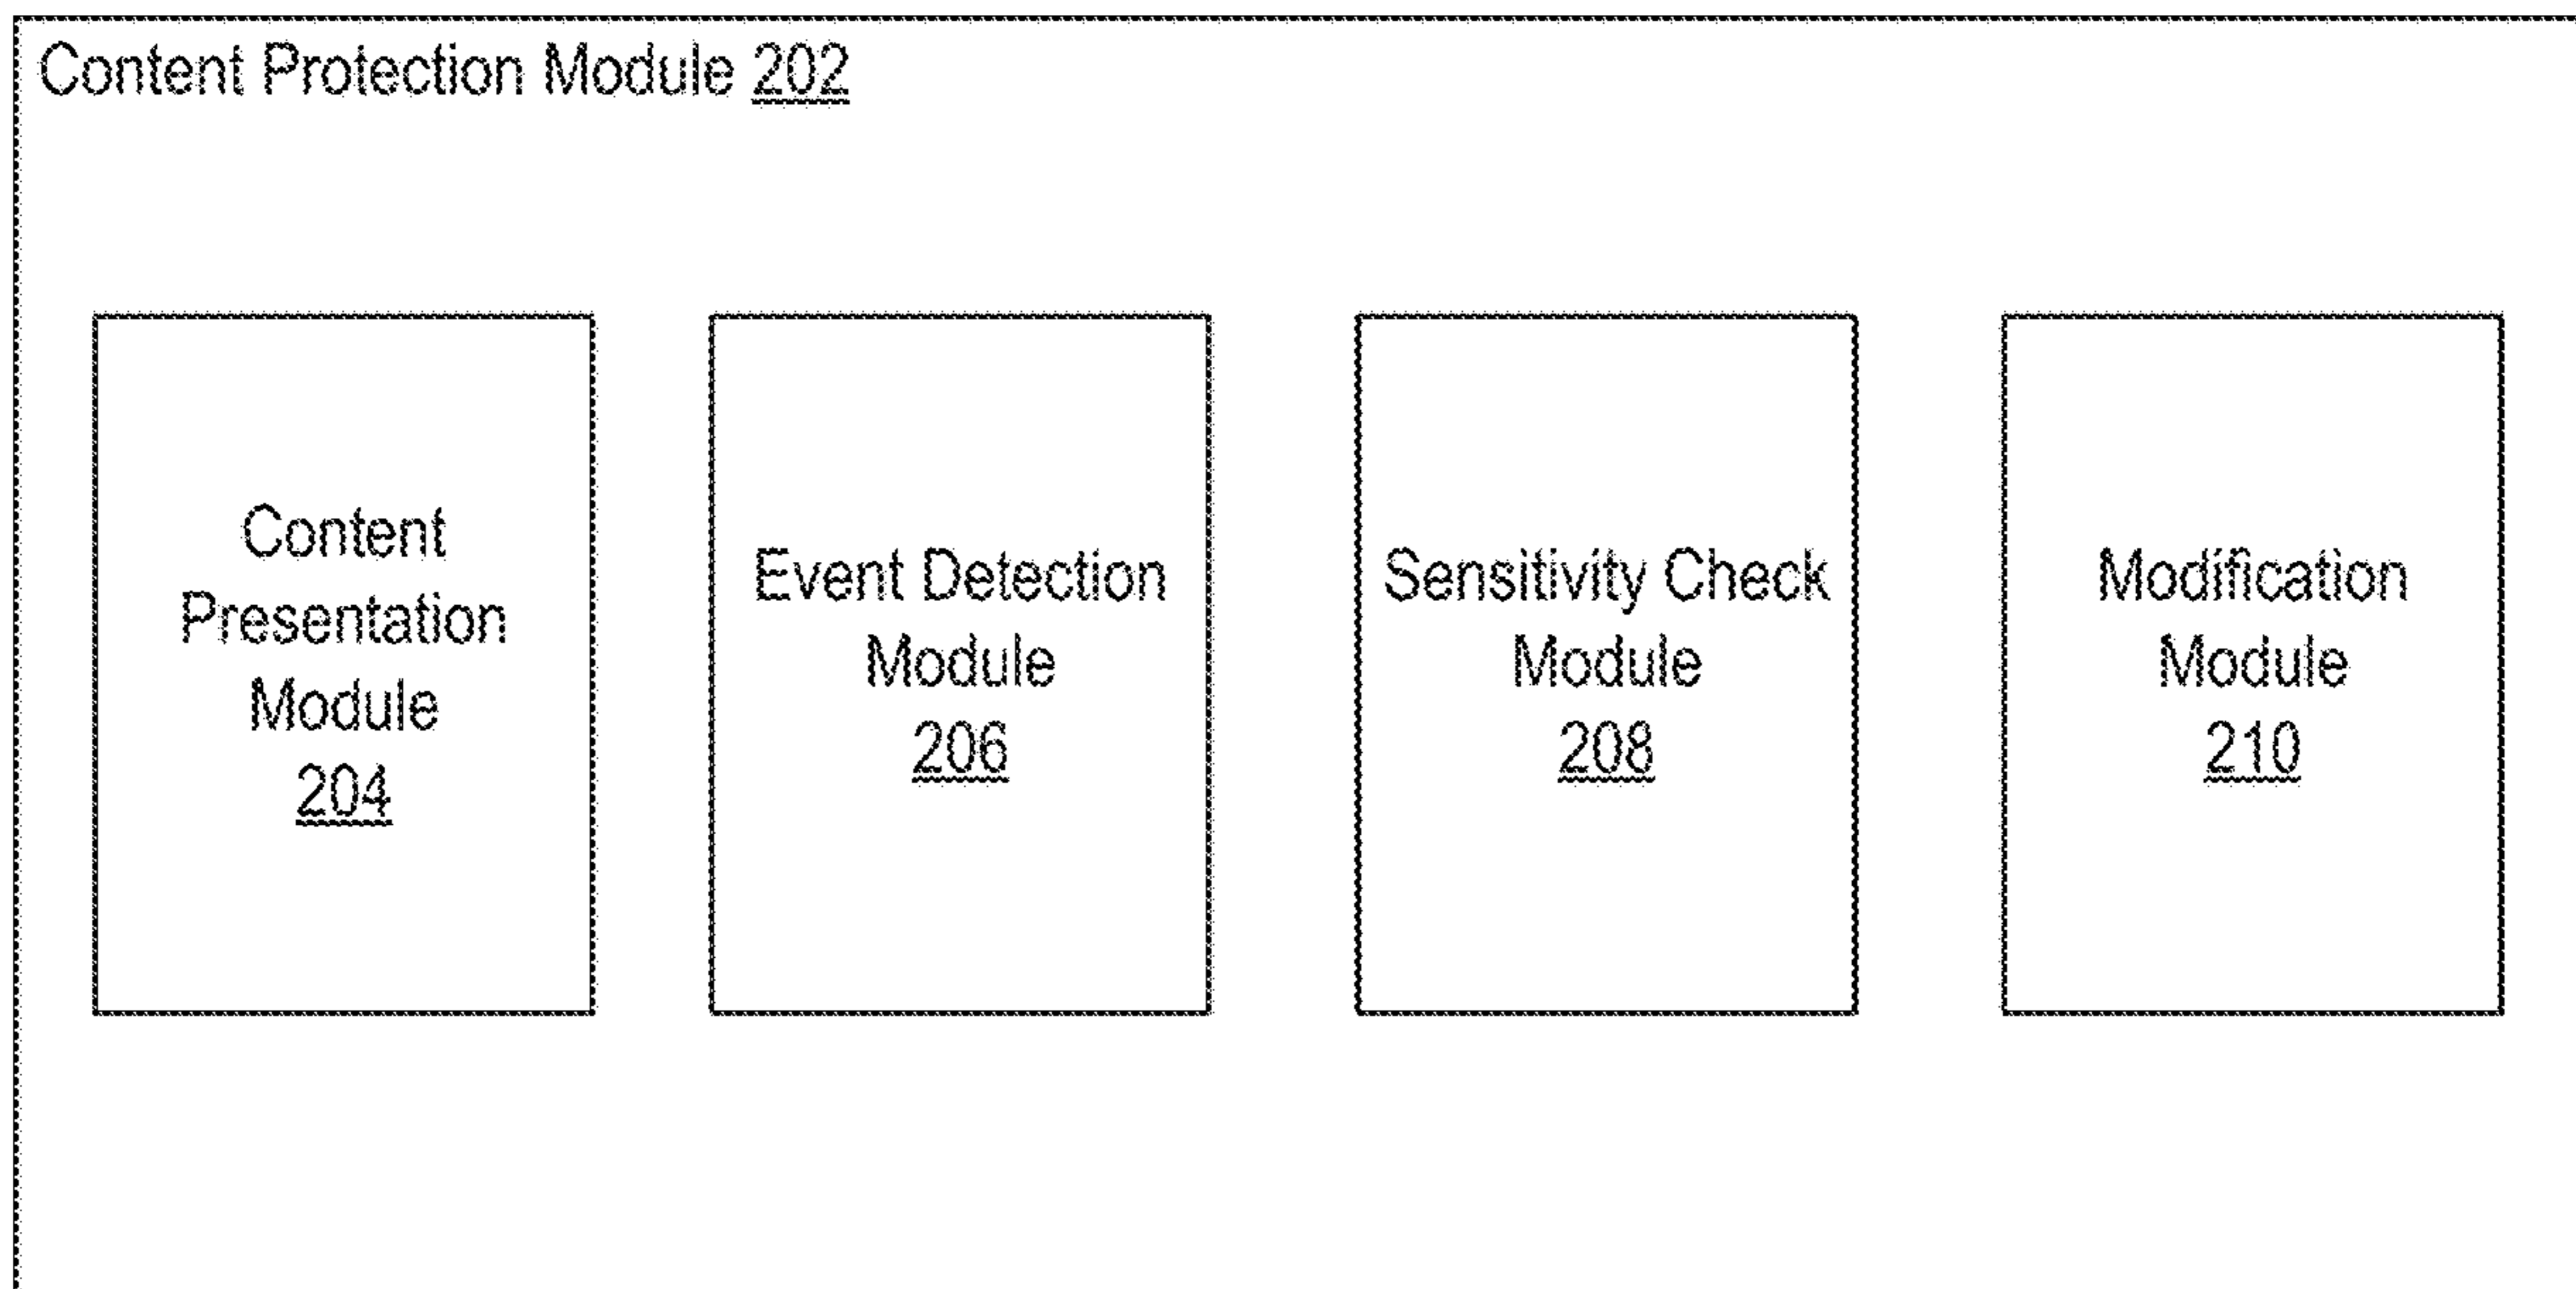 Content Protection Module 202
Content
Presentation
Module
204
Event Detection
Module
206
Sensitivity Check
Module
208
Modification
Module
210